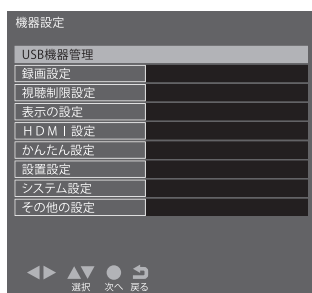 機器設定
USB機器管理
録画設定
視聴制限設定
表示の設定
ＨＤＭＩ設定
かんたん設定
設置設定
システム設定
その他の設定
選択 次へ 戻る